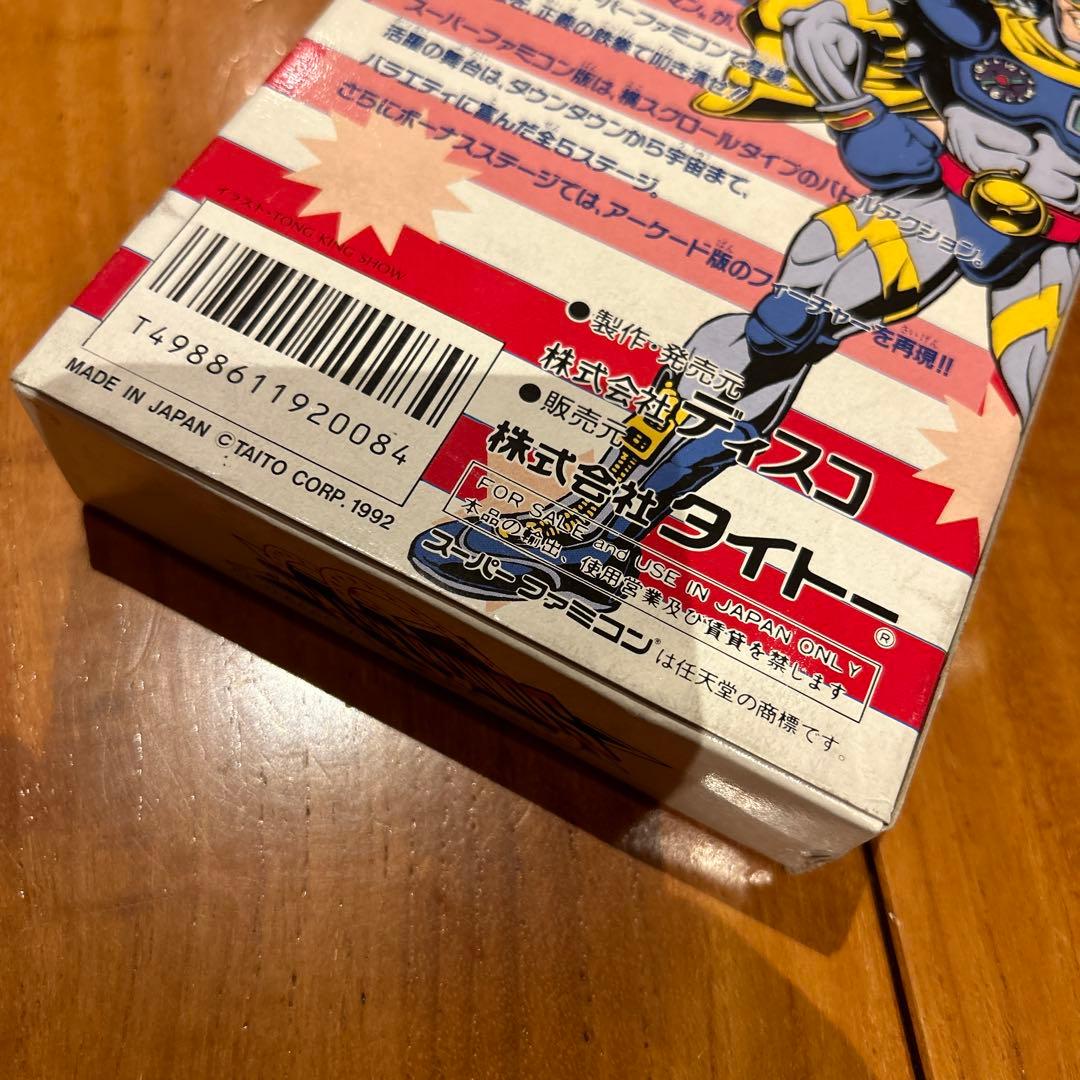 マン。が
パーファミコンで登場。
を、正義の鉄拳で叩き潰せ!!
スーパーファミコン版は、横スクロールタイプのバトルアクション。
活躍の舞台は、ダウンタウンから宇宙まで、
バラエティに富んだ全5ステージ。
さらにボーナスステージでは、アーケード版のフィーチャーを再現!!
イラスト・TONG KING SHOW
T4988611920084
MADE IN JAPAN ©TAITO CORP. 1992
●製作・発売元
株式会社ディスコ
●販売元
株式会社タイトー®
FOR SALE and USE IN JAPAN ONLY
本品の輸出、使用営業及び賃貸を禁じます
スーパーファミコン®は任天堂の商標です。